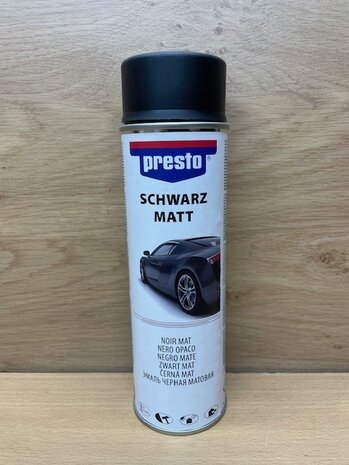 presto
SCHWARZ
MATT
NOIR MAT
NERO OPACO
NEGRO MATE
ZWART MAT
ČERNÁ MAT
ЭМАЛЬ ЧЕРНАЯ МАТОВАЯ